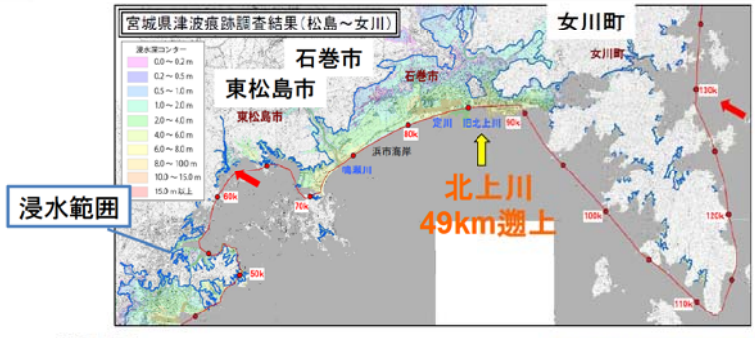 宮城県津波痕跡調査結果(松島～女川)
浸水深コンター
0.0～0.2 m
0.2～0.5 m
0.5～1.0 m
1.0～2.0 m
2.0～4.0 m
4.0～6.0 m
6.0～8.0 m
8.0～10.0 m
10.0～15.0 m
15.0 m 以上
女川町
女川町
石巻市
石巻市
東松島市
東松島市
130k
定川
旧北上川
90k
80k
浜市海岸
鳴瀬川
北上川
49km遡上
60k
70k
浸水範囲
100k
120k
50k
110k